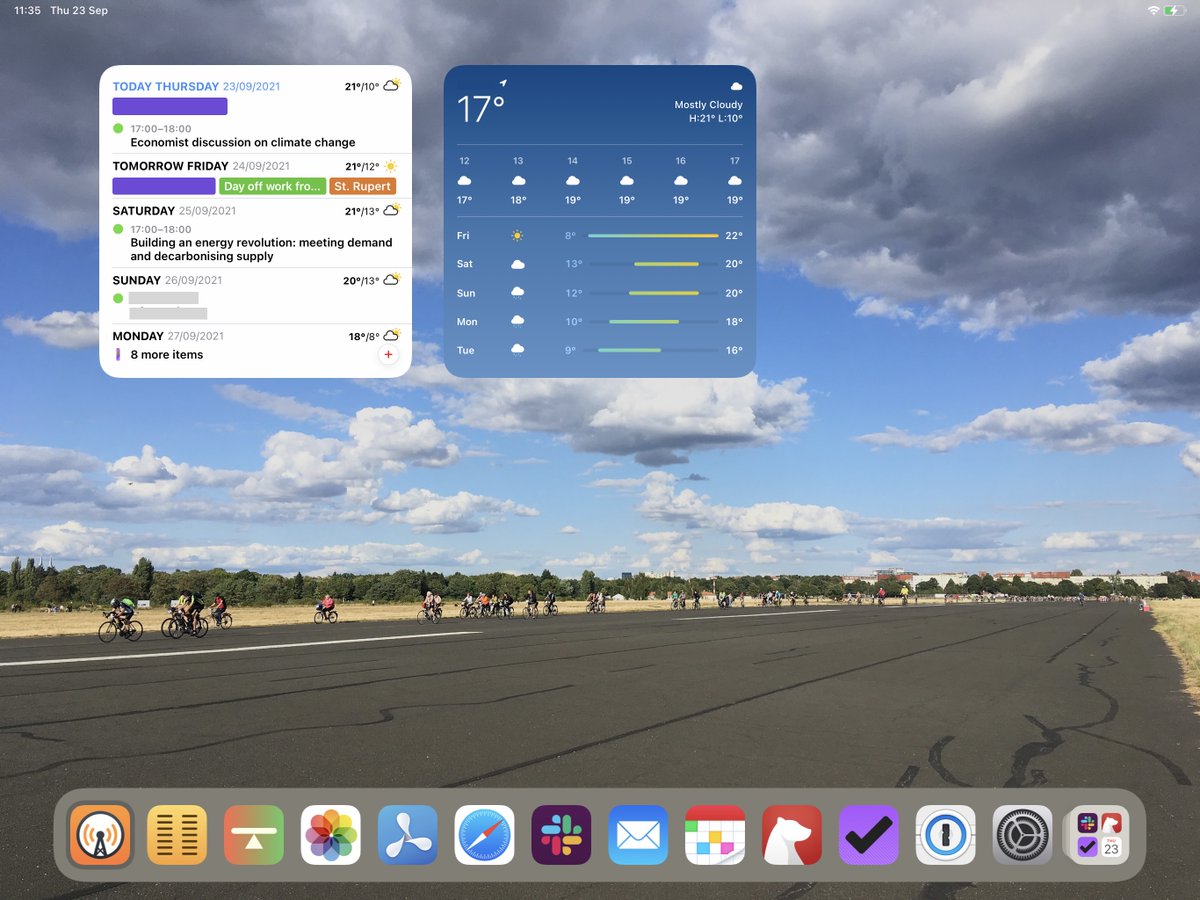 11:35 Thu 23 Sep
TODAY THURSDAY 23/09/2021 21°/10°
17:00–18:00
Economist discussion on climate change
TOMORROW FRIDAY 24/09/2021 21°/12°
Day off work fro... St. Rupert
SATURDAY 25/09/2021 21°/13°
17:00–18:00
Building an energy revolution: meeting demand
and decarbonising supply
SUNDAY 26/09/2021 20°/13°
MONDAY 27/09/2021 18°/8°
8 more items
17°
Mostly Cloudy
H:21° L:10°
12 13 14 15 16 17
17° 18° 19° 19° 19° 19°
Fri 8° 22°
Sat 13° 20°
Sun 12° 20°
Mon 10° 18°
Tue 9° 16°
THU
23